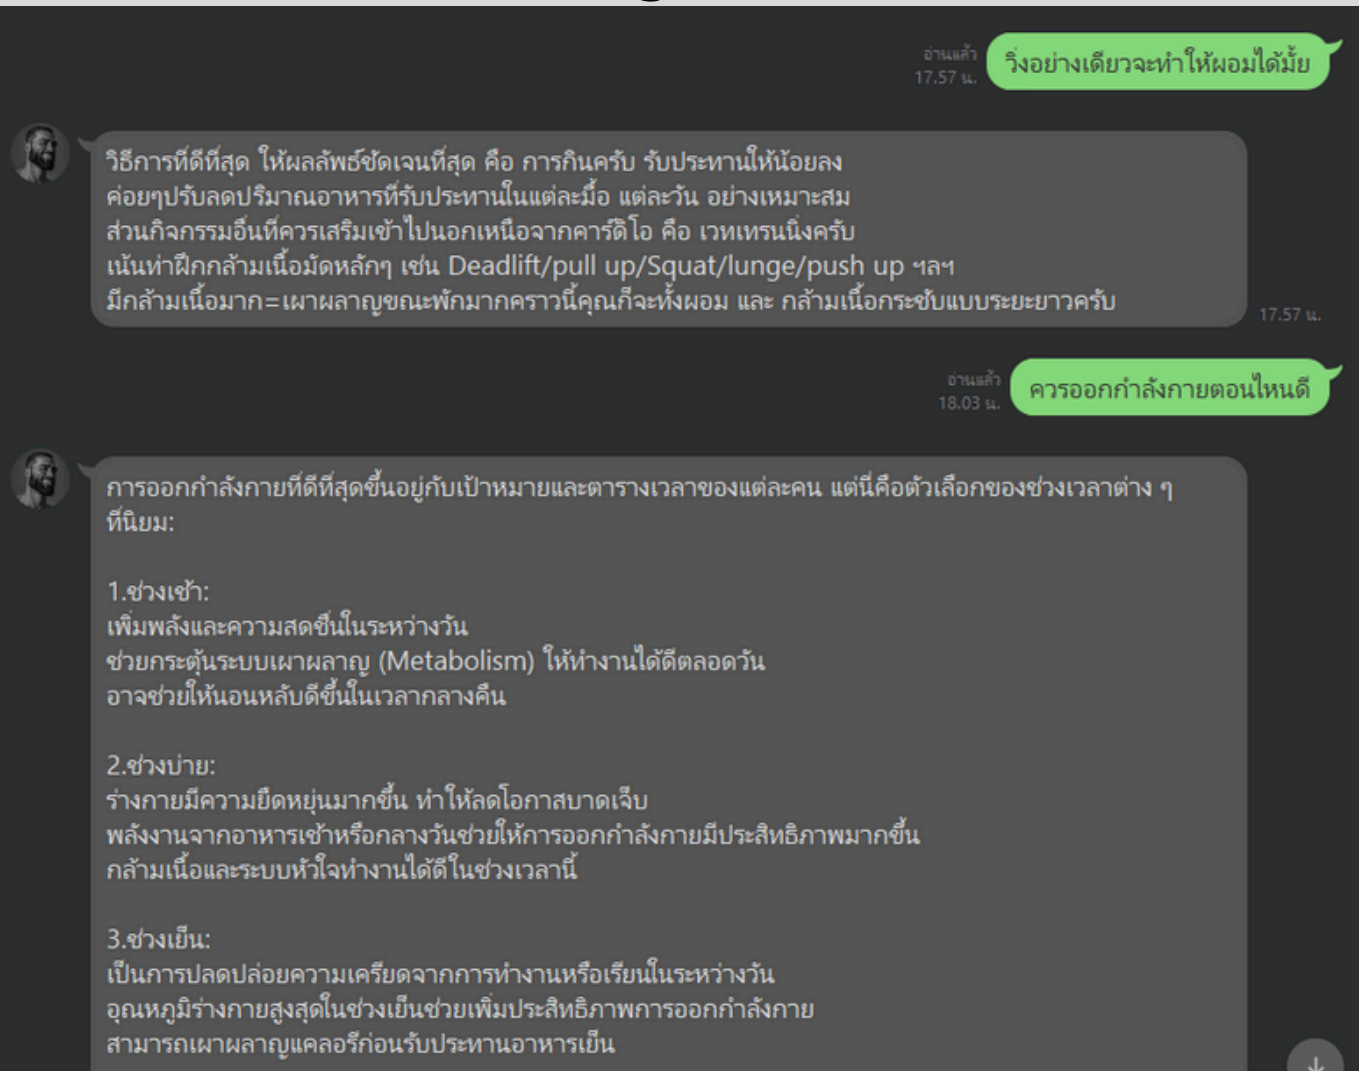 วิ่งอย่างเดียวจะทำให้ผอมได้มั้ย
อ่านแล้ว
17.57 น.
วิธีการที่ดีที่สุด ให้ผลลัพธ์ชัดเจนที่สุด คือ การกินครับ รับประทานให้น้อยลง
ค่อยๆปรับลดปริมาณอาหารที่รับประทานในแต่ละมื้อ แต่ละวัน อย่างเหมาะสม
ส่วนกิจกรรมอื่นที่ควรเสริมเข้าไปนอกเหนือจากคาร์ดิโอ คือ เวทเทรนนิ่งครับ
เน้นท่าฝึกกล้ามเนื้อมัดหลักๆ เช่น Deadlift/pull up/Squat/lunge/push up ฯลฯ
มีกล้ามเนื้อมาก=เผาผลาญขณะพักมากคราวนี้คุณก็จะทั้งผอม และ กล้ามเนื้อกระชับแบบระยะยาวครับ
17.57 น.
ควรออกกำลังกายตอนไหนดี
อ่านแล้ว
18.03 น.
การออกกำลังกายที่ดีที่สุดขึ้นอยู่กับเป้าหมายและตารางเวลาของแต่ละคน แต่นี่คือตัวเลือกของช่วงเวลาต่าง ๆ
ที่นิยม:
1.ช่วงเช้า:
เพิ่มพลังและความสดชื่นในระหว่างวัน
ช่วยกระตุ้นระบบเผาผลาญ (Metabolism) ให้ทำงานได้ดีตลอดวัน
อาจช่วยให้นอนหลับดีขึ้นในเวลากลางคืน
2.ช่วงบ่าย:
ร่างกายมีความยืดหยุ่นมากขึ้น ทำให้ลดโอกาสบาดเจ็บ
พลังงานจากอาหารเช้าหรือกลางวันช่วยให้การออกกำลังกายมีประสิทธิภาพมากขึ้น
กล้ามเนื้อและระบบหัวใจทำงานได้ดีในช่วงเวลานี้
3.ช่วงเย็น:
เป็นการปลดปล่อยความเครียดจากการทำงานหรือเรียนในระหว่างวัน
อุณหภูมิร่างกายสูงสุดในช่วงเย็นช่วยเพิ่มประสิทธิภาพการออกกำลังกาย
สามารถเผาผลาญแคลอรีก่อนรับประทานอาหารเย็น